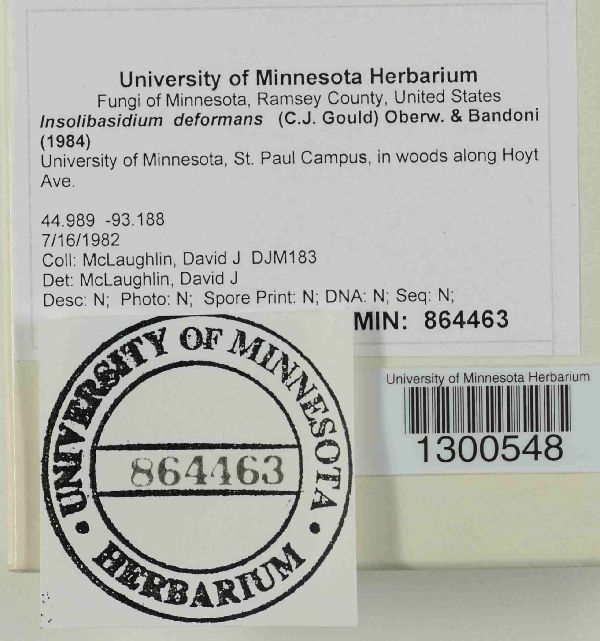 University of Minnesota Herbarium
Fungi of Minnesota, Ramsey County, United States
Insolibasidium deformans (C.J. Gould) Oberw. & Bandoni
(1984)
University of Minnesota, St. Paul Campus, in woods along Hoyt
Ave.
44.989 -93.188
7/16/1982
Coll: McLaughlin, David J DJM183
Det: McLaughlin, David J
Desc: N; Photo: N; Spore Print: N; DNA: N; Seq: N;
MIN: 864463
University of Minnesota Herbarium
1300548
UNIVERSITY OF MINNESOTA
864463
HERBARIUM